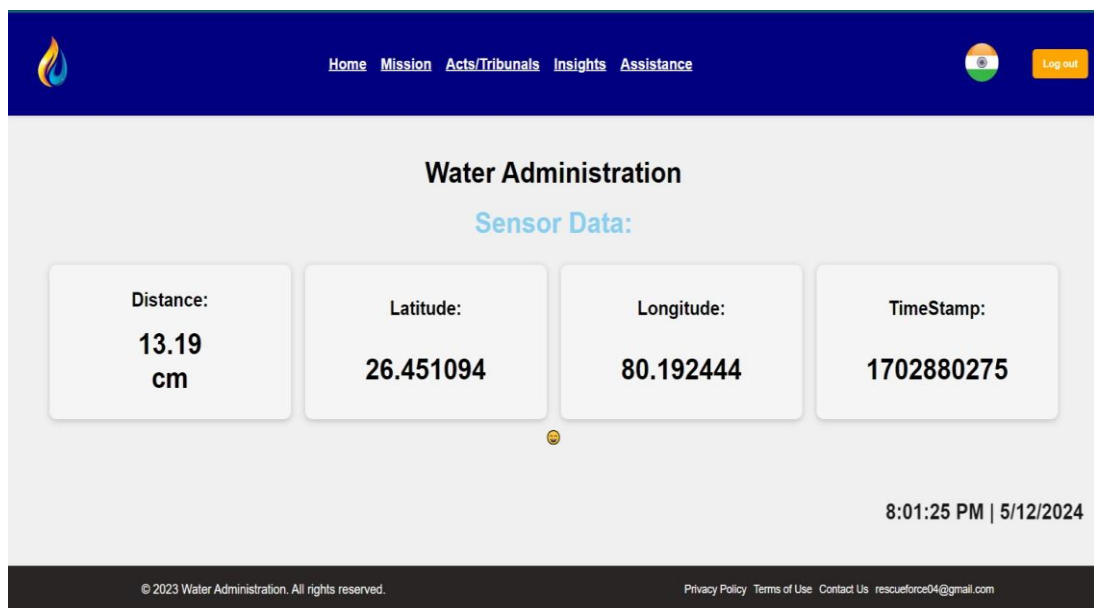 Home Mission Acts/Tribunals Insights Assistance
Log out
Water Administration
Sensor Data:
Distance:
13.19
cm
Latitude:
26.451094
Longitude:
80.192444
TimeStamp:
1702880275
8:01:25 PM | 5/12/2024
© 2023 Water Administration. All rights reserved.
Privacy Policy Terms of Use Contact Us rescueforce04@gmail.com